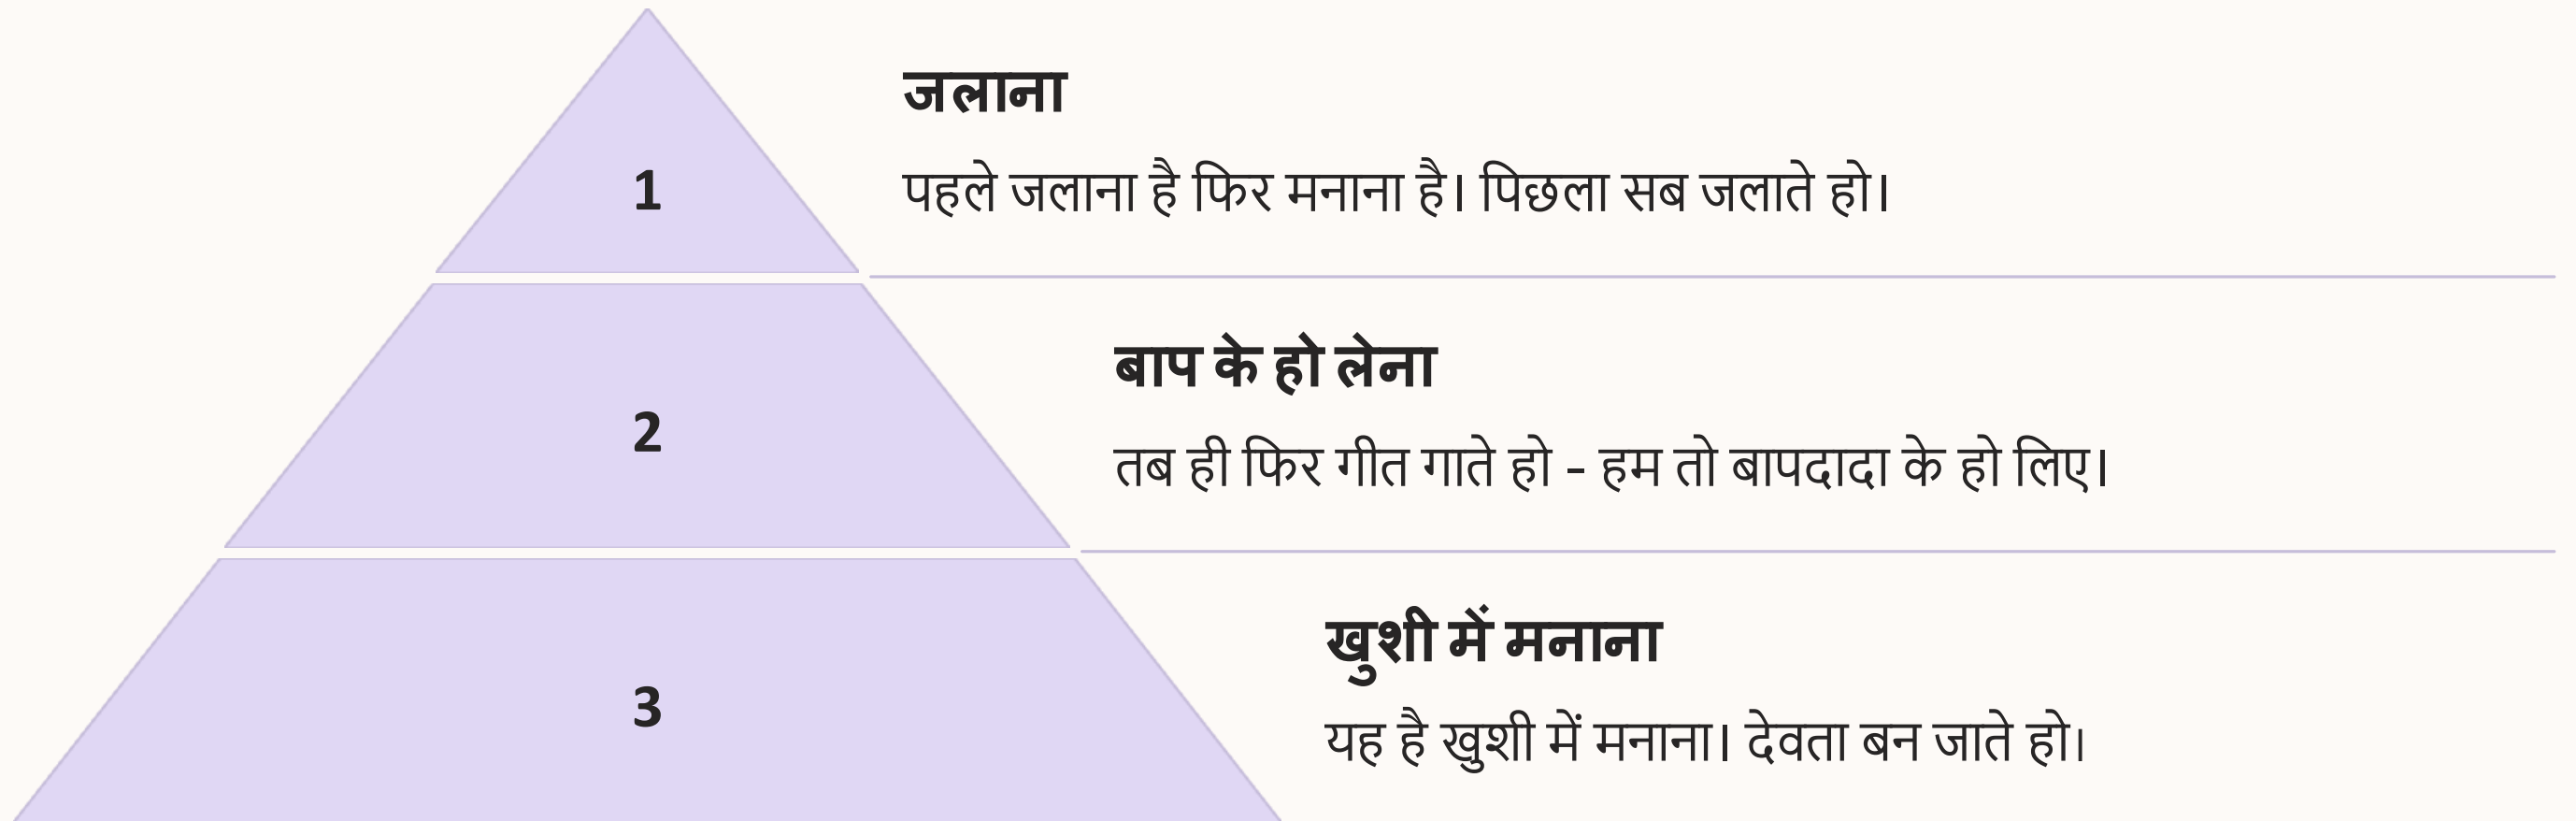 1
जलाना
पहले जलाना है फिर मनाना है। पिछला सब जलाते हो।
2
बाप के हो लेना
तब ही फिर गीत गाते हो - हम तो बापदादा के हो लिए।
3
खुशी में मनाना
यह है खुशी में मनाना। देवता बन जाते हो।